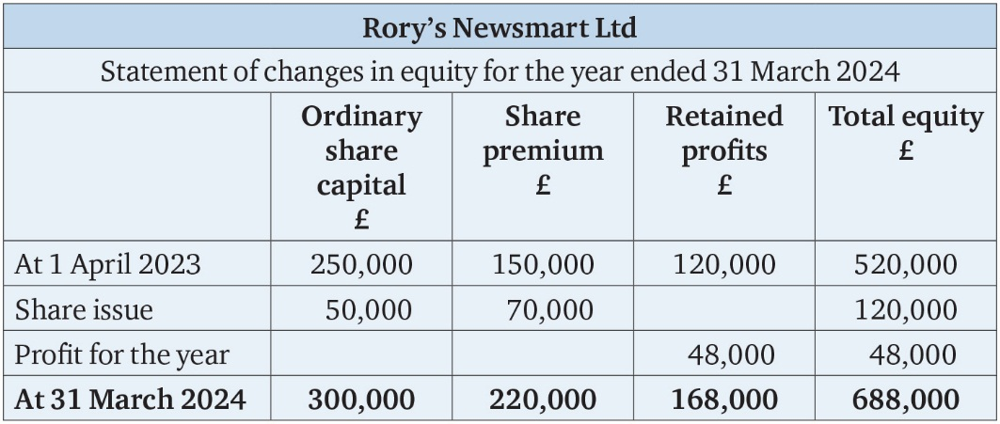 Rory’s Newsmart Ltd
Statement of changes in equity for the year ended 31 March 2024
Ordinary share capital £ Share premium £ Retained profits £ Total equity £
At 1 April 2023 250,000 150,000 120,000 520,000
Share issue 50,000 70,000 120,000
Profit for the year 48,000 48,000
At 31 March 2024 300,000 220,000 168,000 688,000